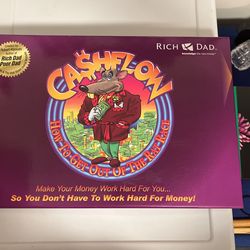 Rich Dad
Poor Dad
RICH DAD.
CA$HFLOW
HOW TO GET OUT OF THE RAT RACE
Make Your Money Work Hard For You...
So You Don't Have To Work Hard For Money!